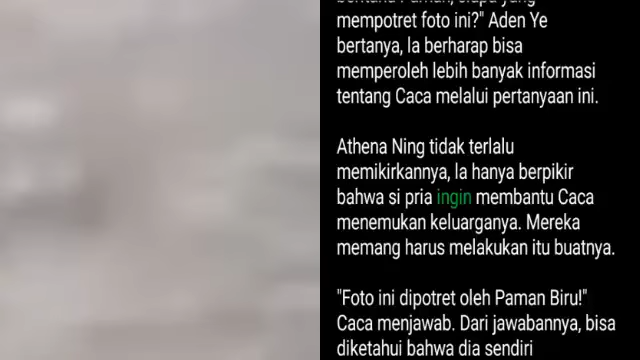 mempotret foto ini?" Aden Ye
bertanya, Ia berharap bisa
memperoleh lebih banyak informasi
tentang Caca melalui pertanyaan ini.
Athena Ning tidak terlalu
memikirkannya, Ia hanya berpikir
bahwa si pria ingin membantu Caca
menemukan keluarganya. Mereka
memang harus melakukan itu buatnya.
"Foto ini dipotret oleh Paman Biru!"
Caca menjawab. Dari jawabannya, bisa
diketahui bahwa dia sendiri